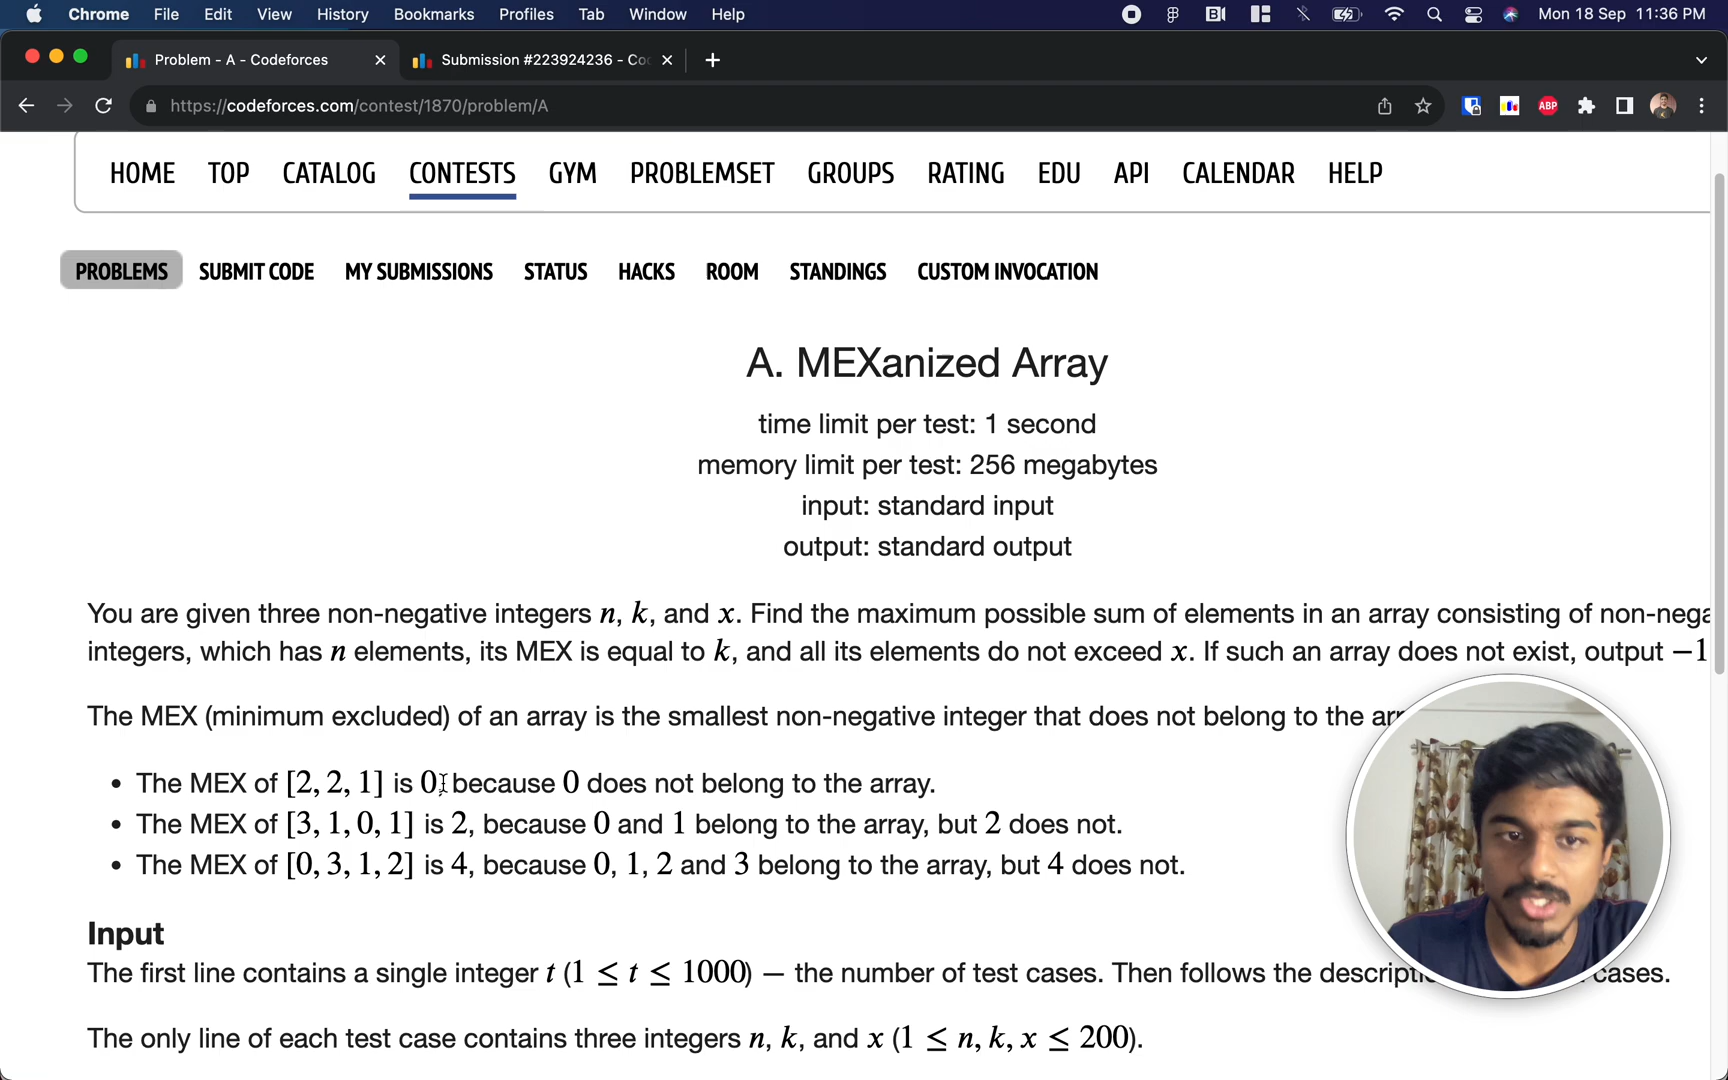 Chrome File Edit View History Bookmarks Profiles Tab Window Help Mon 18 Sep 11:36 PM
Problem - A - Codeforces Submission #223924236 - Co
https://codeforces.com/contest/1870/problem/A ABP
HOME TOP CATALOG CONTESTS GYM PROBLEMSET GROUPS RATING EDU API CALENDAR HELP
PROBLEMS SUBMIT CODE MY SUBMISSIONS STATUS HACKS ROOM STANDINGS CUSTOM INVOCATION
A. MEXanized Array
time limit per test: 1 second
memory limit per test: 256 megabytes
input: standard input
output: standard output
You are given three non-negative integers n, k, and x. Find the maximum possible sum of elements in an array consisting of non-nega
integers, which has n elements, its MEX is equal to k, and all its elements do not exceed x. If such an array does not exist, output −1
The MEX (minimum excluded) of an array is the smallest non-negative integer that does not belong to the arr
• The MEX of [2, 2, 1] is 0, because 0 does not belong to the array.
• The MEX of [3, 1, 0, 1] is 2, because 0 and 1 belong to the array, but 2 does not.
• The MEX of [0, 3, 1, 2] is 4, because 0, 1, 2 and 3 belong to the array, but 4 does not.
Input
The first line contains a single integer t (1 ≤ t ≤ 1000) — the number of test cases. Then follows the descripti cases.
The only line of each test case contains three integers n, k, and x (1 ≤ n, k, x ≤ 200).